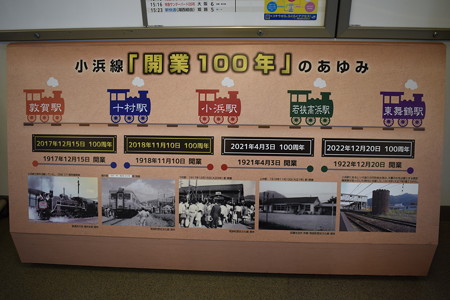 15:16
大阪 6
15:23
小浜線「開業100年」のあゆみ
敦賀駅
十村駅
小浜駅
若狭高浜駅
東舞鶴駅
2017年12月15日 100周年
2018年11月10日 100周年
2021年4月3日 100周年
2022年12月20日 100周年
1917年12月15日 開業
1918年11月10日 開業
1921年4月3日 開業
1922年12月20日 開業